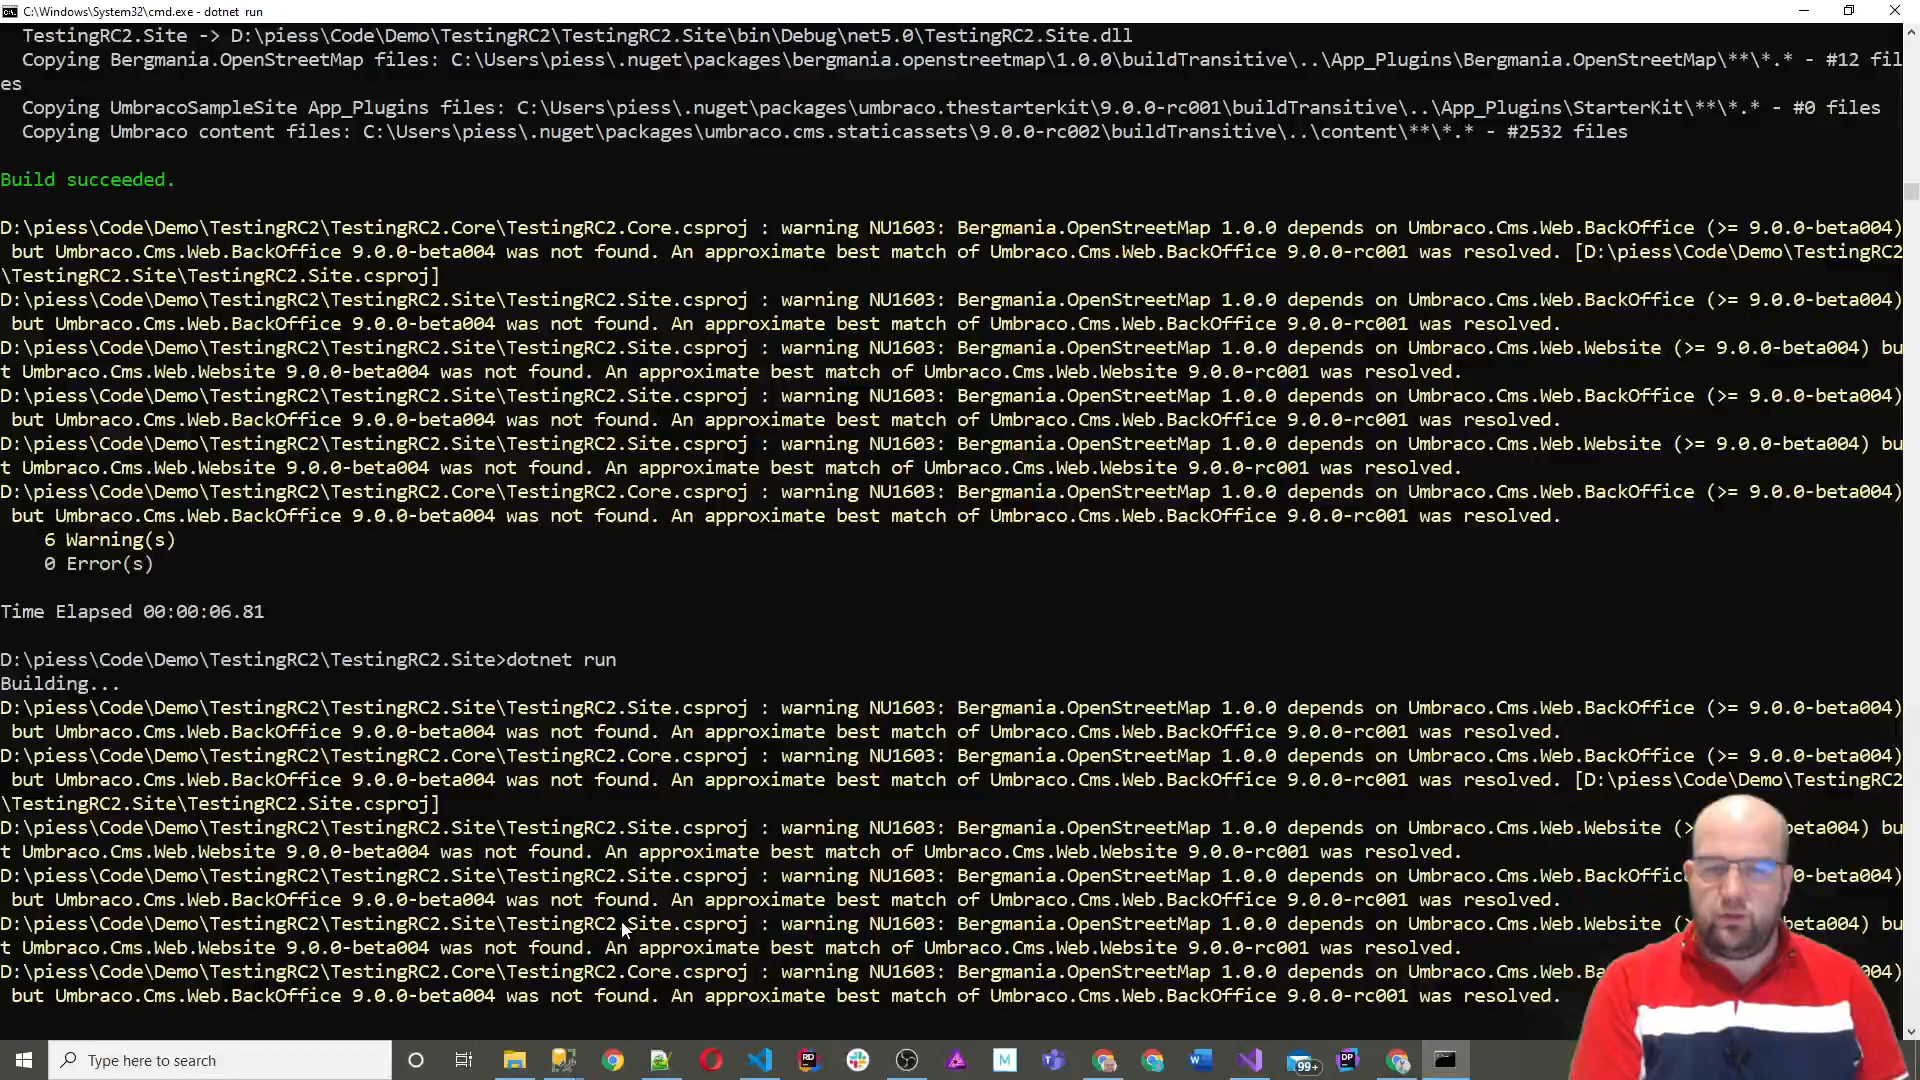 C:\Windows\System32\cmd.exe - dotnet  run
TestingRC2.Site -> D:\piess\Code\Demo\TestingRC2\TestingRC2.Site\bin\Debug\net5.0\TestingRC2.Site.dll
Copying Bergmania.OpenStreetMap files: C:\Users\piess\.nuget\packages\bergmania.openstreetmap\1.0.0\buildTransitive\..\App_Plugins\Bergmania.OpenStreetMap\**\*.* - #12 fil
es
Copying UmbracoSampleSite App_Plugins files: C:\Users\piess\.nuget\packages\umbraco.thestarterkit\9.0.0-rc001\buildTransitive\..\App_Plugins\StarterKit\**\*.* - #0 files
Copying Umbraco content files: C:\Users\piess\.nuget\packages\umbraco.cms.staticassets\9.0.0-rc002\buildTransitive\..\content\**\*.* - #2532 files
Build succeeded.
D:\piess\Code\Demo\TestingRC2\TestingRC2.Core\TestingRC2.Core.csproj : warning NU1603: Bergmania.OpenStreetMap 1.0.0 depends on Umbraco.Cms.Web.BackOffice (>= 9.0.0-beta004)
but Umbraco.Cms.Web.BackOffice 9.0.0-beta004 was not found. An approximate best match of Umbraco.Cms.Web.BackOffice 9.0.0-rc001 was resolved. [D:\piess\Code\Demo\TestingRC2
\TestingRC2.Site\TestingRC2.Site.csproj]
D:\piess\Code\Demo\TestingRC2\TestingRC2.Site\TestingRC2.Site.csproj : warning NU1603: Bergmania.OpenStreetMap 1.0.0 depends on Umbraco.Cms.Web.BackOffice (>= 9.0.0-beta004)
but Umbraco.Cms.Web.BackOffice 9.0.0-beta004 was not found. An approximate best match of Umbraco.Cms.Web.BackOffice 9.0.0-rc001 was resolved.
D:\piess\Code\Demo\TestingRC2\TestingRC2.Site\TestingRC2.Site.csproj : warning NU1603: Bergmania.OpenStreetMap 1.0.0 depends on Umbraco.Cms.Web.Website (>= 9.0.0-beta004) bu
t Umbraco.Cms.Web.Website 9.0.0-beta004 was not found. An approximate best match of Umbraco.Cms.Web.Website 9.0.0-rc001 was resolved.
D:\piess\Code\Demo\TestingRC2\TestingRC2.Site\TestingRC2.Site.csproj : warning NU1603: Bergmania.OpenStreetMap 1.0.0 depends on Umbraco.Cms.Web.BackOffice (>= 9.0.0-beta004)
but Umbraco.Cms.Web.BackOffice 9.0.0-beta004 was not found. An approximate best match of Umbraco.Cms.Web.BackOffice 9.0.0-rc001 was resolved.
D:\piess\Code\Demo\TestingRC2\TestingRC2.Site\TestingRC2.Site.csproj : warning NU1603: Bergmania.OpenStreetMap 1.0.0 depends on Umbraco.Cms.Web.Website (>= 9.0.0-beta004) bu
t Umbraco.Cms.Web.Website 9.0.0-beta004 was not found. An approximate best match of Umbraco.Cms.Web.Website 9.0.0-rc001 was resolved.
D:\piess\Code\Demo\TestingRC2\TestingRC2.Core\TestingRC2.Core.csproj : warning NU1603: Bergmania.OpenStreetMap 1.0.0 depends on Umbraco.Cms.Web.BackOffice (>= 9.0.0-beta004)
but Umbraco.Cms.Web.BackOffice 9.0.0-beta004 was not found. An approximate best match of Umbraco.Cms.Web.BackOffice 9.0.0-rc001 was resolved.
6 Warning(s)
0 Error(s)
Time Elapsed 00:00:06.81
D:\piess\Code\Demo\TestingRC2\TestingRC2.Site>dotnet run
Building...
D:\piess\Code\Demo\TestingRC2\TestingRC2.Site\TestingRC2.Site.csproj : warning NU1603: Bergmania.OpenStreetMap 1.0.0 depends on Umbraco.Cms.Web.BackOffice (>= 9.0.0-beta004)
but Umbraco.Cms.Web.BackOffice 9.0.0-beta004 was not found. An approximate best match of Umbraco.Cms.Web.BackOffice 9.0.0-rc001 was resolved.
D:\piess\Code\Demo\TestingRC2\TestingRC2.Core\TestingRC2.Core.csproj : warning NU1603: Bergmania.OpenStreetMap 1.0.0 depends on Umbraco.Cms.Web.BackOffice (>= 9.0.0-beta004)
but Umbraco.Cms.Web.BackOffice 9.0.0-beta004 was not found. An approximate best match of Umbraco.Cms.Web.BackOffice 9.0.0-rc001 was resolved. [D:\piess\Code\Demo\TestingRC2
\TestingRC2.Site\TestingRC2.Site.csproj]
D:\piess\Code\Demo\TestingRC2\TestingRC2.Site\TestingRC2.Site.csproj : warning NU1603: Bergmania.OpenStreetMap 1.0.0 depends on Umbraco.Cms.Web.Website (> beta004) bu
t Umbraco.Cms.Web.Website 9.0.0-beta004 was not found. An approximate best match of Umbraco.Cms.Web.Website 9.0.0-rc001 was resolved.
D:\piess\Code\Demo\TestingRC2\TestingRC2.Site\TestingRC2.Site.csproj : warning NU1603: Bergmania.OpenStreetMap 1.0.0 depends on Umbraco.Cms.Web.BackOffic 0-beta004)
but Umbraco.Cms.Web.BackOffice 9.0.0-beta004 was not found. An approximate best match of Umbraco.Cms.Web.BackOffice 9.0.0-rc001 was resolved.
D:\piess\Code\Demo\TestingRC2\TestingRC2.Site\TestingRC2.Site.csproj : warning NU1603: Bergmania.OpenStreetMap 1.0.0 depends on Umbraco.Cms.Web.Website (> eta004) bu
t Umbraco.Cms.Web.Website 9.0.0-beta004 was not found. An approximate best match of Umbraco.Cms.Web.Website 9.0.0-rc001 was resolved.
D:\piess\Code\Demo\TestingRC2\TestingRC2.Core\TestingRC2.Core.csproj : warning NU1603: Bergmania.OpenStreetMap 1.0.0 depends on Umbraco.Cms.Web.Ba 04)
but Umbraco.Cms.Web.BackOffice 9.0.0-beta004 was not found. An approximate best match of Umbraco.Cms.Web.BackOffice 9.0.0-rc001 was resolved.
Type here to search
RD
M
99+
DP